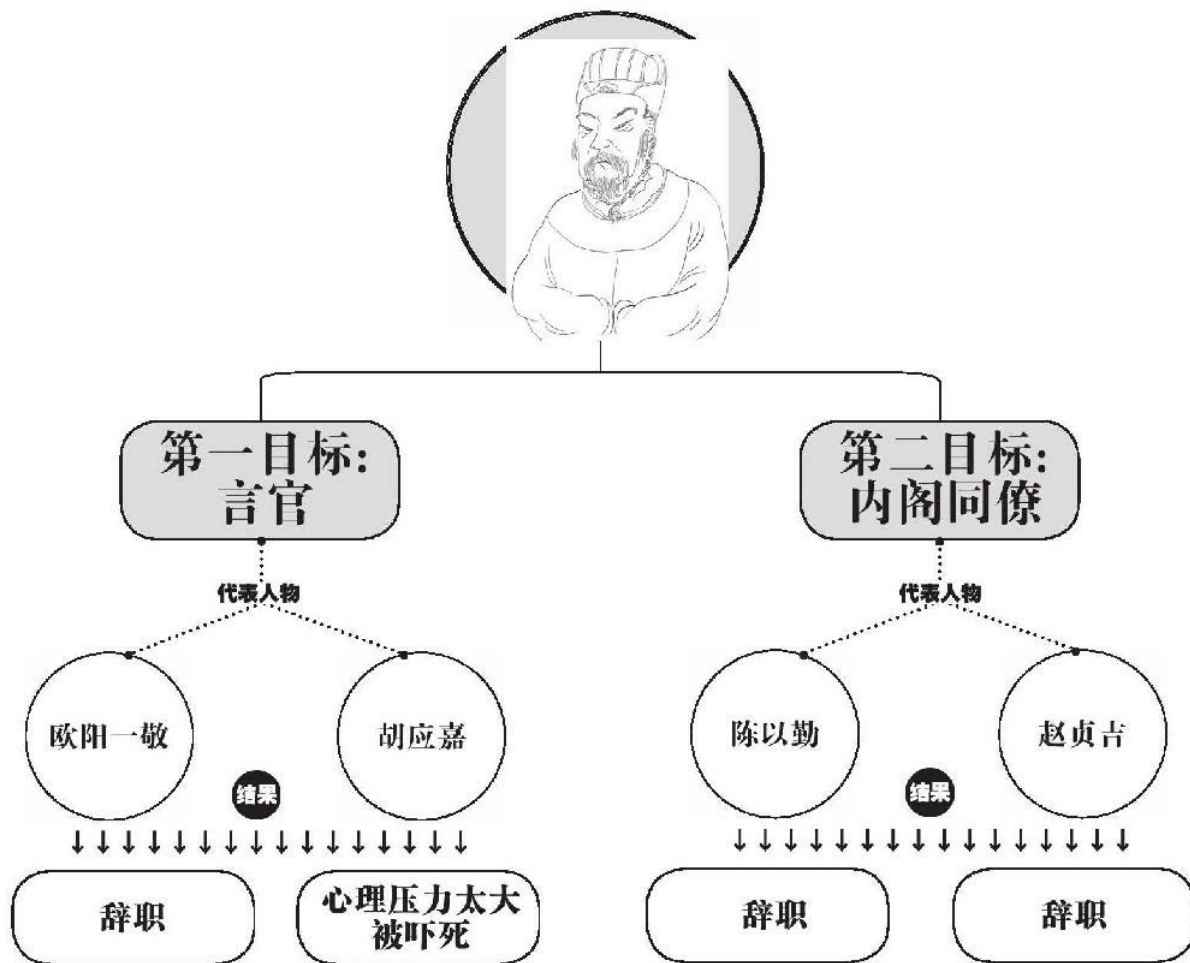 第一目标:
言官
第二目标:
内阁同僚
代表人物
代表人物
欧阳一敬
胡应嘉
陈以勤
赵贞吉
结果
结果
辞职
心理压力太大
被吓死
辞职
辞职